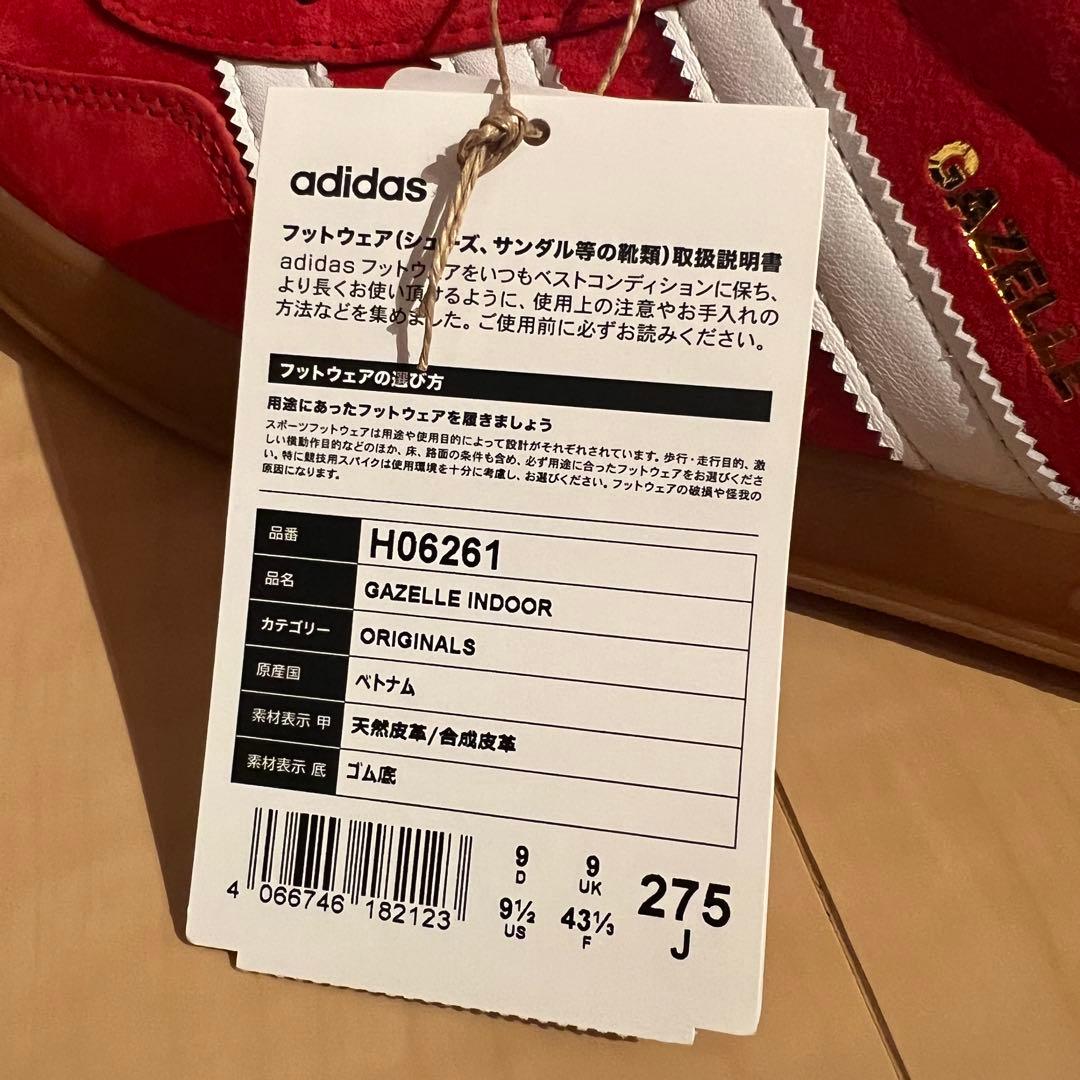 adidas
フットウェア(シューズ、サンダル等の靴類)取扱説明書
adidas フットウェアをいつもベストコンディションに保ち、
より長くお使い頂けるように、使用上の注意やお手入れの
方法などを集めました。ご使用前に必ずお読みください。
フットウェアの選び方
用途にあったフットウェアを履きましょう
スポーツフットウェアは用途や使用目的によって設計がそれぞれされています。歩行・走行目的、激
しい横動作目的などのほか、床、路面の条件も含め、必ず用途に合ったフットウェアをお選びくださ
い。特に競技用スパイクは使用環境を十分に考慮し、お選びください。フットウェアの破損や怪我の
原因になります。
品番 H06261
品名 GAZELLE INDOOR
カテゴリー ORIGINALS
原産国 ベトナム
素材表示 甲 天然皮革/合成皮革
素材表示 底 ゴム底
4 066746 182123
9 D
9 UK
9½ US
43⅓ F
275 J
GAZELLE